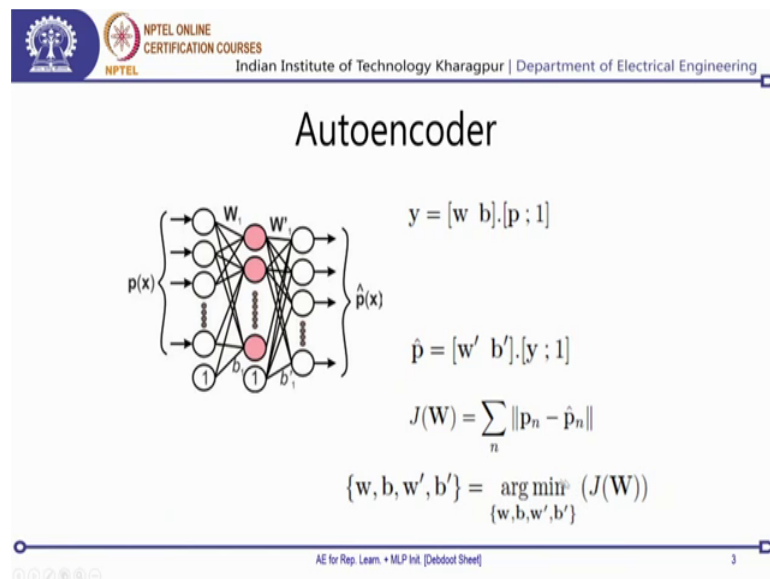 NPTEL ONLINE
CERTIFICATION COURSES
NPTEL
Indian Institute of Technology Kharagpur | Department of Electrical Engineering
Autoencoder
W₁ W'₁
p(x)
p̂(x)
1 b₁ 1 b'₁
y = [w b].[p ; 1]
p̂ = [w′ b′].[y ; 1]
J(W) = ∑ₙ ‖pₙ − p̂ₙ‖
{w, b, w′, b′} = arg min (J(W))
{w,b,w′,b′}
AE for Rep. Learn. + MLP Init. [Debdoot Sheet]
3